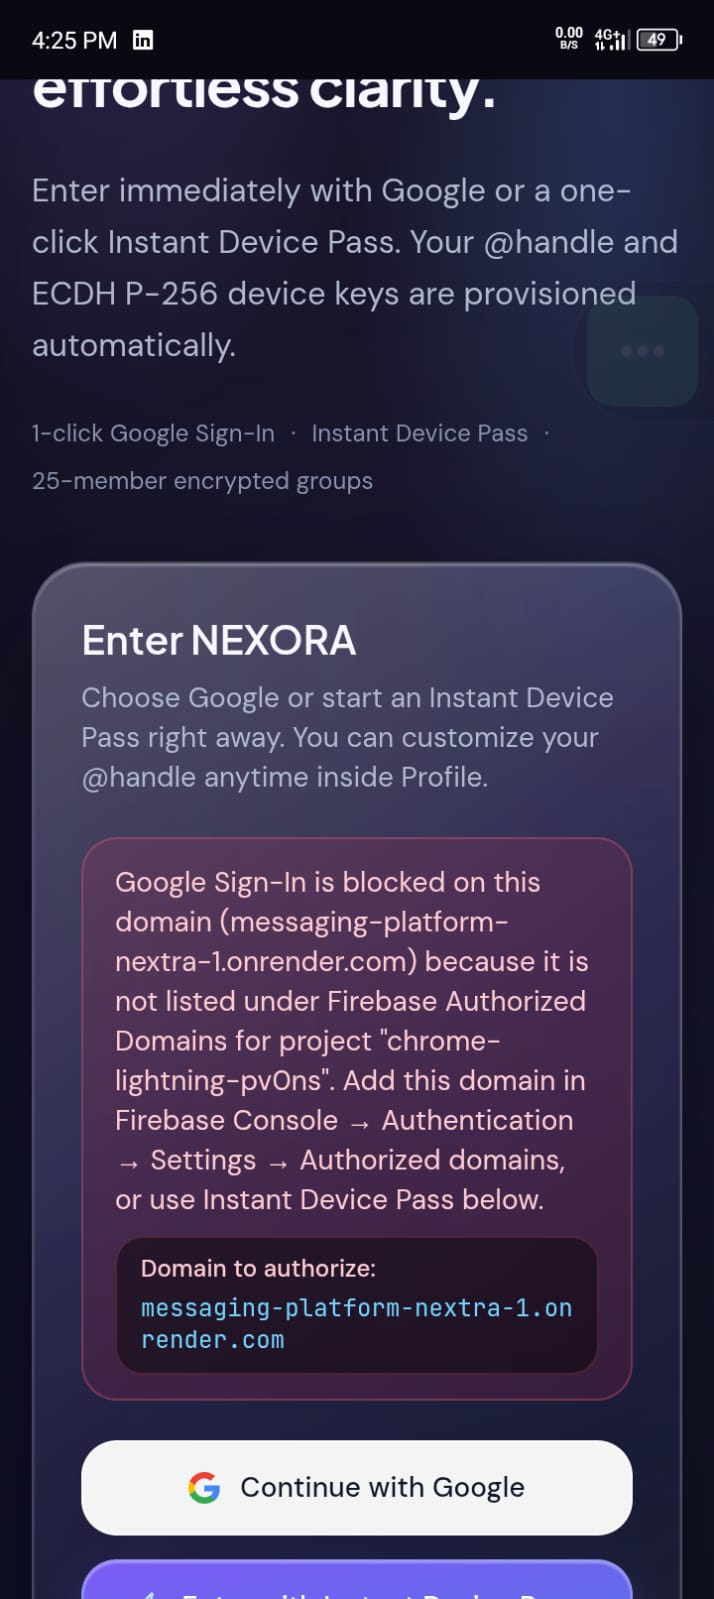 4:25 PM in
0.00 B/S 4G+ 49
effortless clarity.
Enter immediately with Google or a one-
click Instant Device Pass. Your @handle and
ECDH P-256 device keys are provisioned
automatically.
1-click Google Sign-In · Instant Device Pass ·
25-member encrypted groups
Enter NEXORA
Choose Google or start an Instant Device
Pass right away. You can customize your
@handle anytime inside Profile.
Google Sign-In is blocked on this
domain (messaging-platform-
nextra-1.onrender.com) because it is
not listed under Firebase Authorized
Domains for project "chrome-
lightning-pv0ns". Add this domain in
Firebase Console → Authentication
→ Settings → Authorized domains,
or use Instant Device Pass below.
Domain to authorize:
messaging-platform-nextra-1.on
render.com
Continue with Google